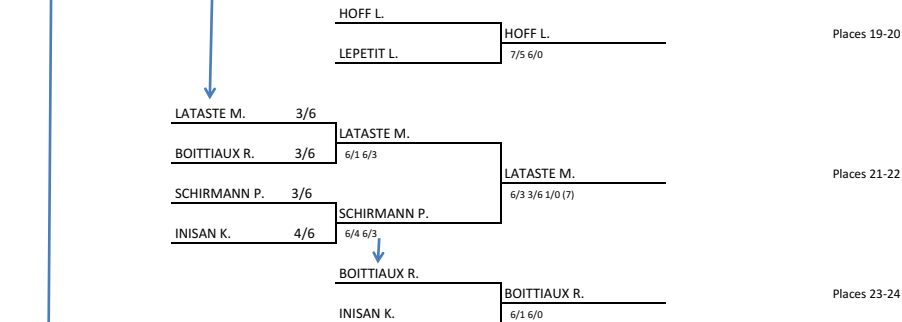 HOFF L.
HOFF L. Places 19-20
LEPETIT L. 7/5 6/0
LATASTE M. 3/6
LATASTE M.
BOITTIAUX R. 3/6 6/1 6/3
LATASTE M. Places 21-22
SCHIRMANN P. 3/6 6/3 3/6 1/0 (7)
SCHIRMANN P.
INISAN K. 4/6 6/4 6/3
BOITTIAUX R.
BOITTIAUX R. Places 23-24
INISAN K. 6/1 6/0